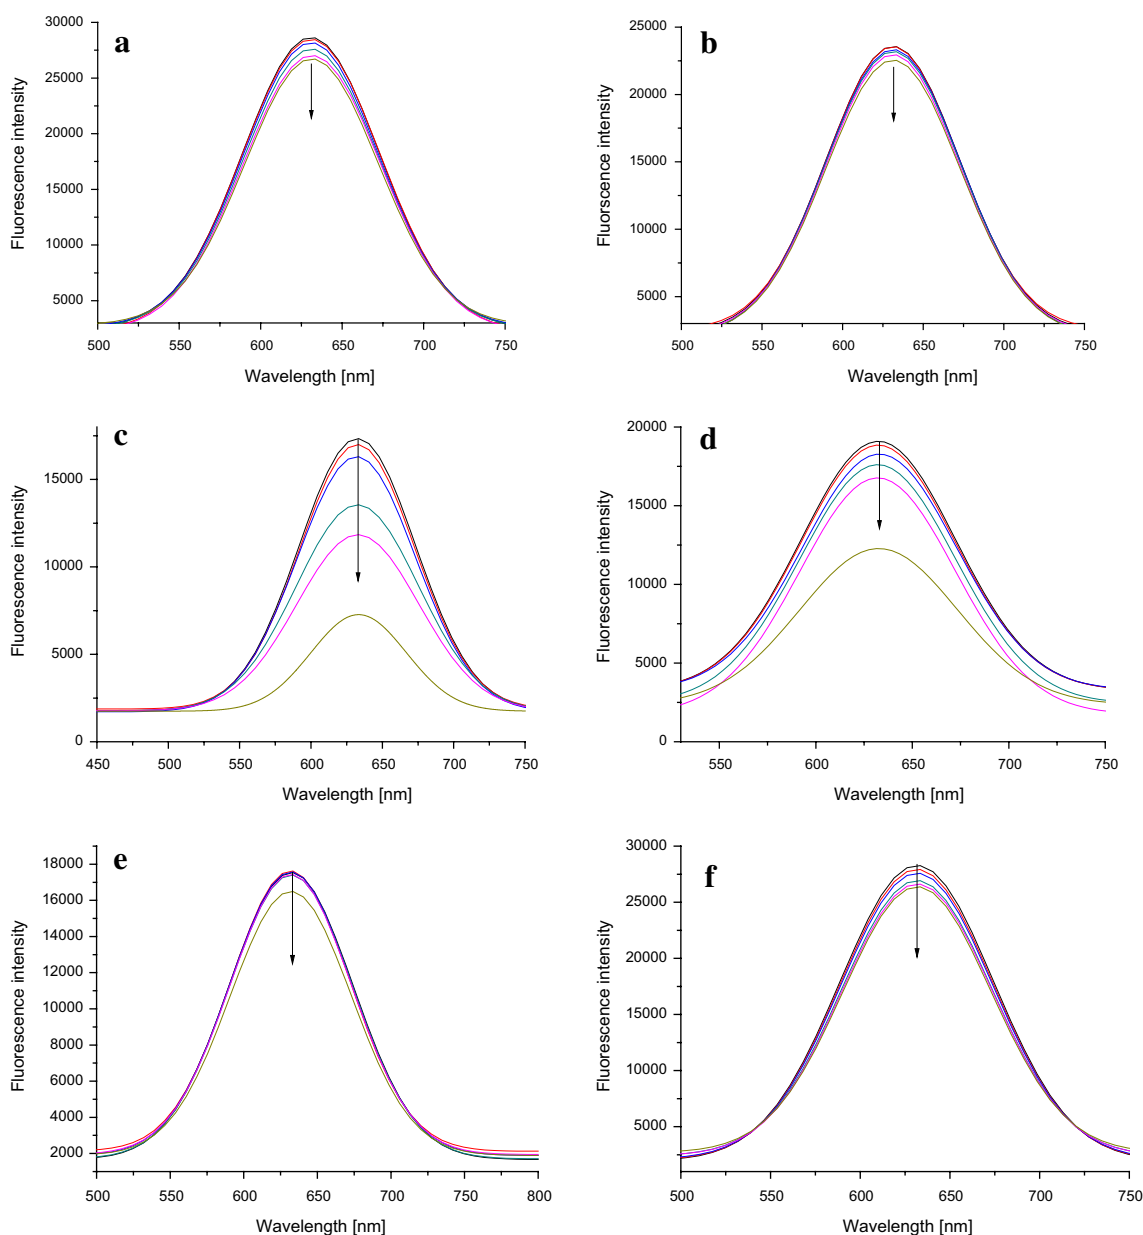 a
Fluorescence intensity
30000
25000
20000
15000
10000
5000
500 550 600 650 700 750
Wavelength [nm]
b
Fluorscence intensity
25000
20000
15000
10000
5000
500 550 600 650 700 750
Wavelength [nm]
c
Fluorescence intensity
15000
10000
5000
0
450 500 550 600 650 700 750
Wavelength [nm]
d
Fluorescence intensity
20000
15000
10000
5000
0
550 600 650 700 750
Wavelength [nm]
e
Fluorescence intensity
18000
16000
14000
12000
10000
8000
6000
4000
2000
500 550 600 650 700 750 800
Wavelength [nm]
f
Fluorescence intensity
30000
25000
20000
15000
10000
5000
500 550 600 650 700 750
Wavelength [nm]